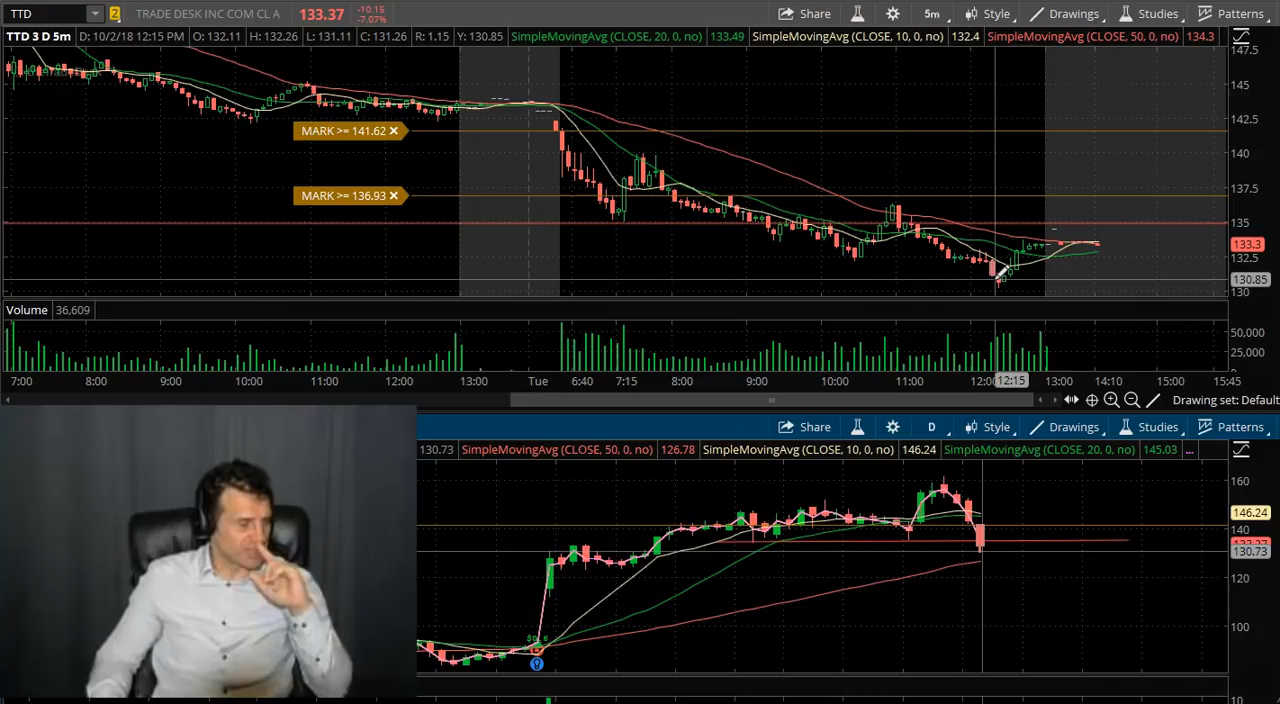 TTD 2 TRADE DESK INC COM CL A 133.37 -10.15 -7.07% Share 5m Style Drawings Studies Patterns
TTD 3 D 5m D: 10/2/18 12:15 PM O: 132.11 H: 132.26 L: 131.11 C: 131.26 R: 1.15 Y: 130.85 SimpleMovingAvg (CLOSE, 20, 0, no) 133.49 SimpleMovingAvg (CLOSE, 10, 0, no) 132.4 SimpleMovingAvg (CLOSE, 50, 0, no) 134.3
147.5
145
142.5
MARK >= 141.62 ×
140
137.5
MARK >= 136.93 ×
135
133.3
132.5
130.85
130
Volume 36,609
50,000
25,000
7:00 8:00 9:00 10:00 11:00 12:00 13:00 Tue 6:40 7:15 8:00 9:00 10:00 11:00 12:0 12:15 13:00 14:10 15:00 15:45
Drawing set: Default
Share D Style Drawings Studies Patterns
130.73 SimpleMovingAvg (CLOSE, 50, 0, no) 126.78 SimpleMovingAvg (CLOSE, 10, 0, no) 146.24 SimpleMovingAvg (CLOSE, 20, 0, no) 145.03 ...
160
146.24
140
130.73
120
100
10